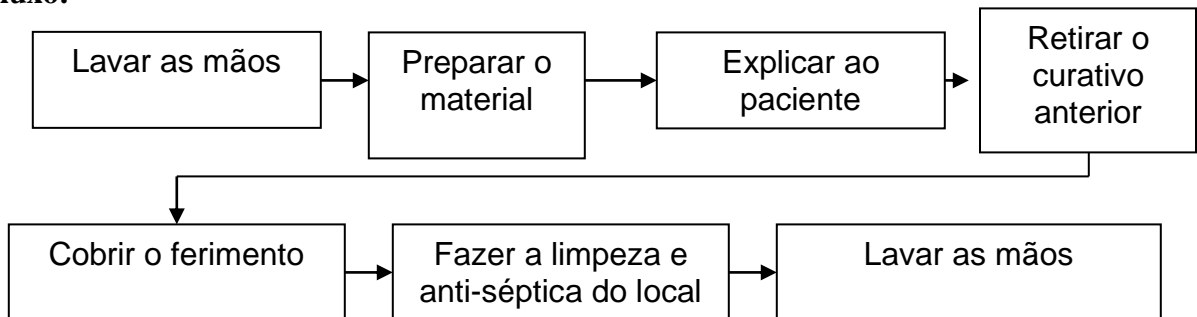 Lavar as mãos
Preparar o
material
Explicar ao
paciente
Retirar o
curativo
anterior
Cobrir o ferimento
Fazer a limpeza e
anti-séptica do local
Lavar as mãos